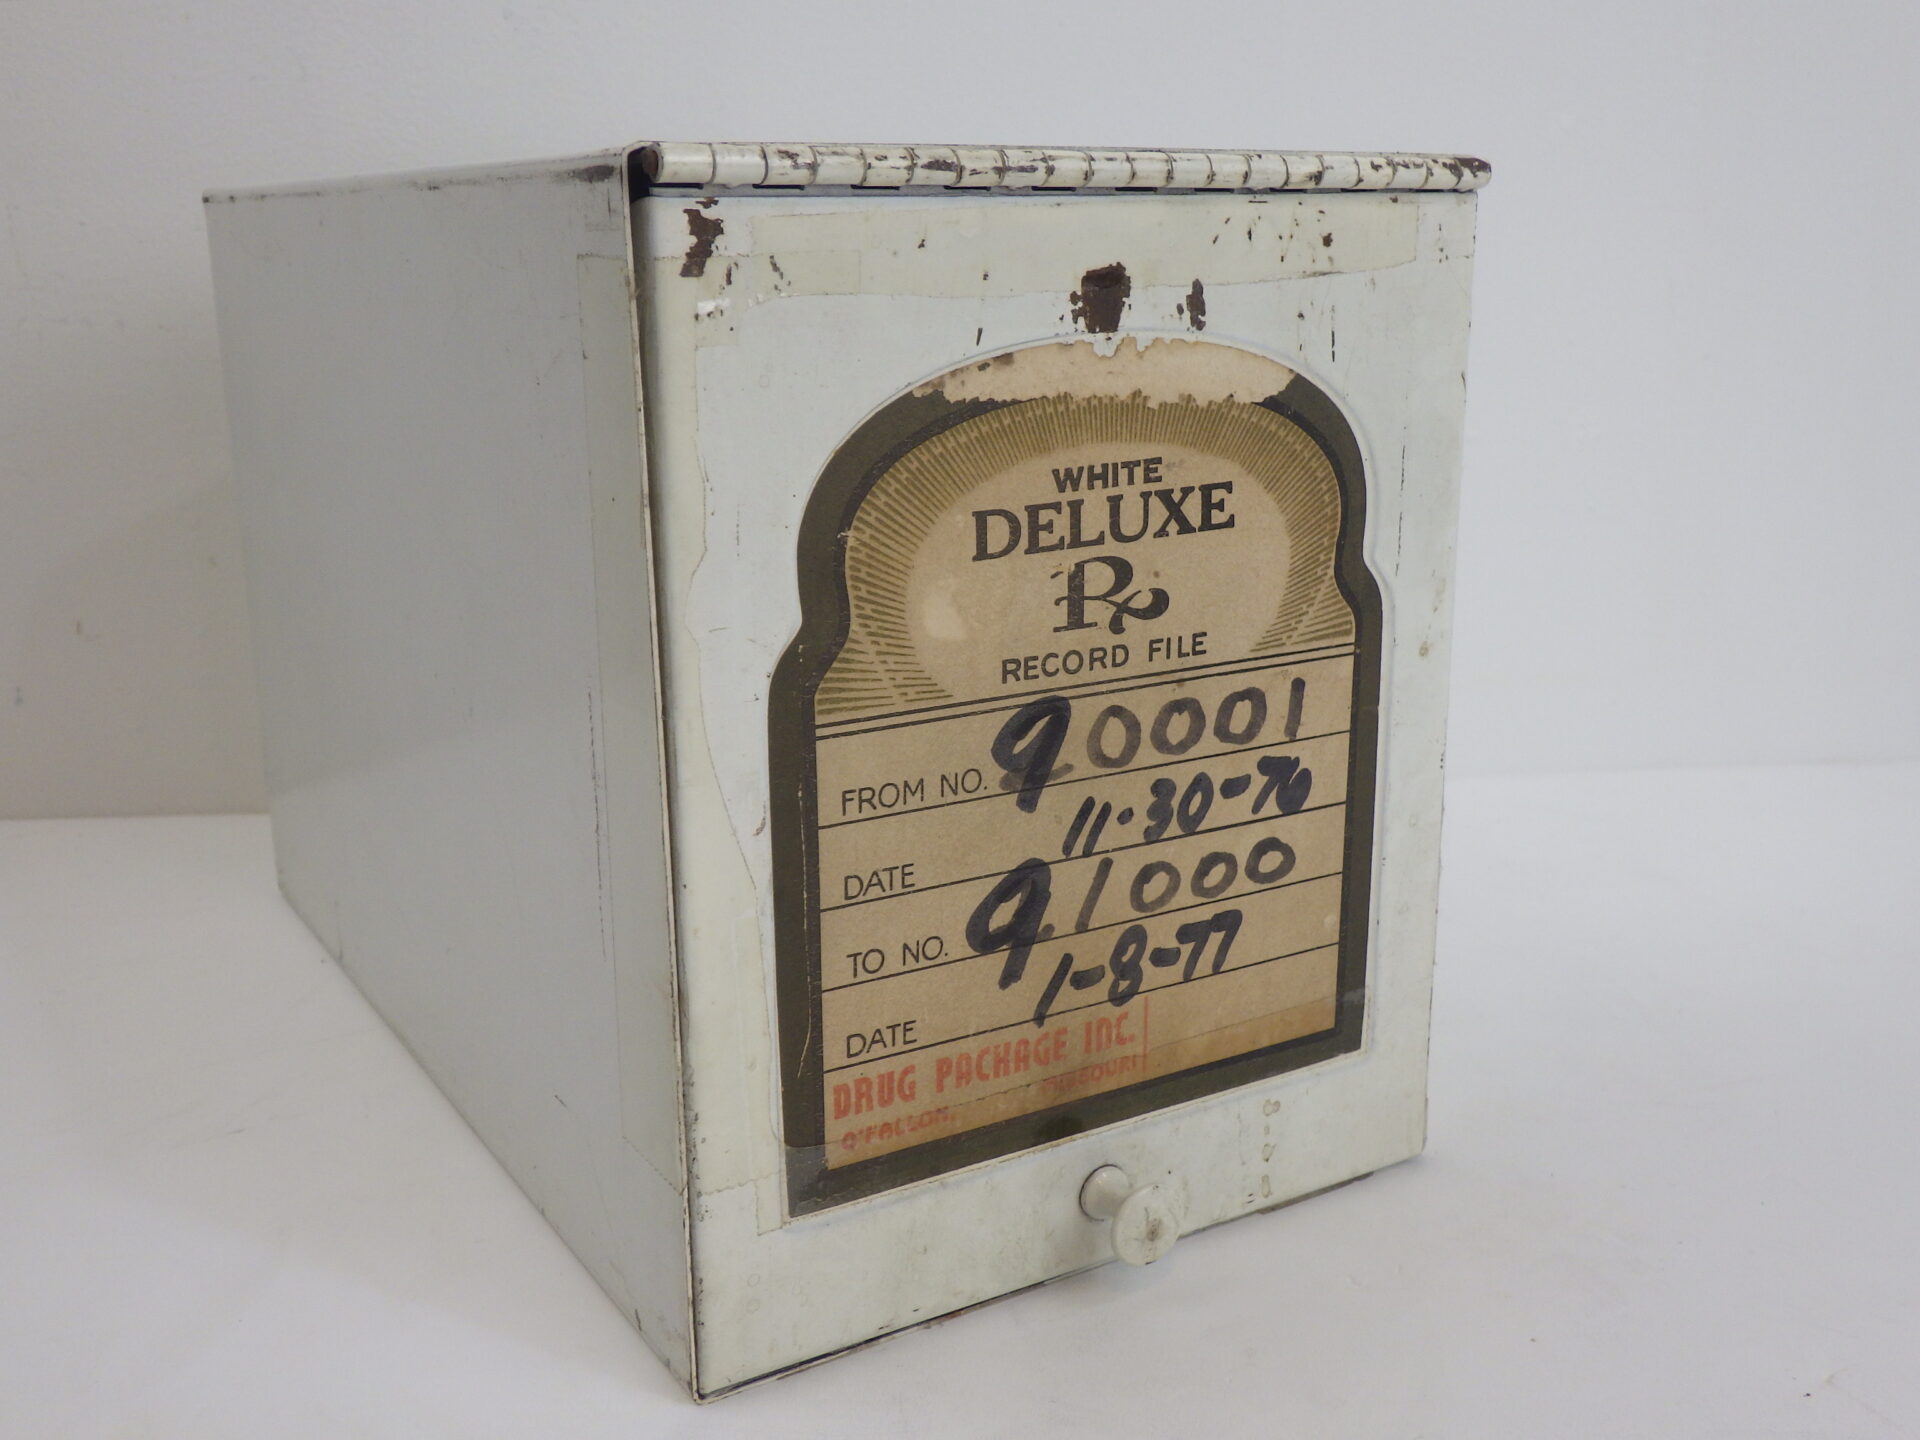 WHITE
DELUXE
Rx
RECORD FILE
FROM NO. 90001
DATE 11-30-76
TO NO. 91000
DATE 1-8-77
DRUG PACKAGE INC.
O'FALLON, MISSOURI